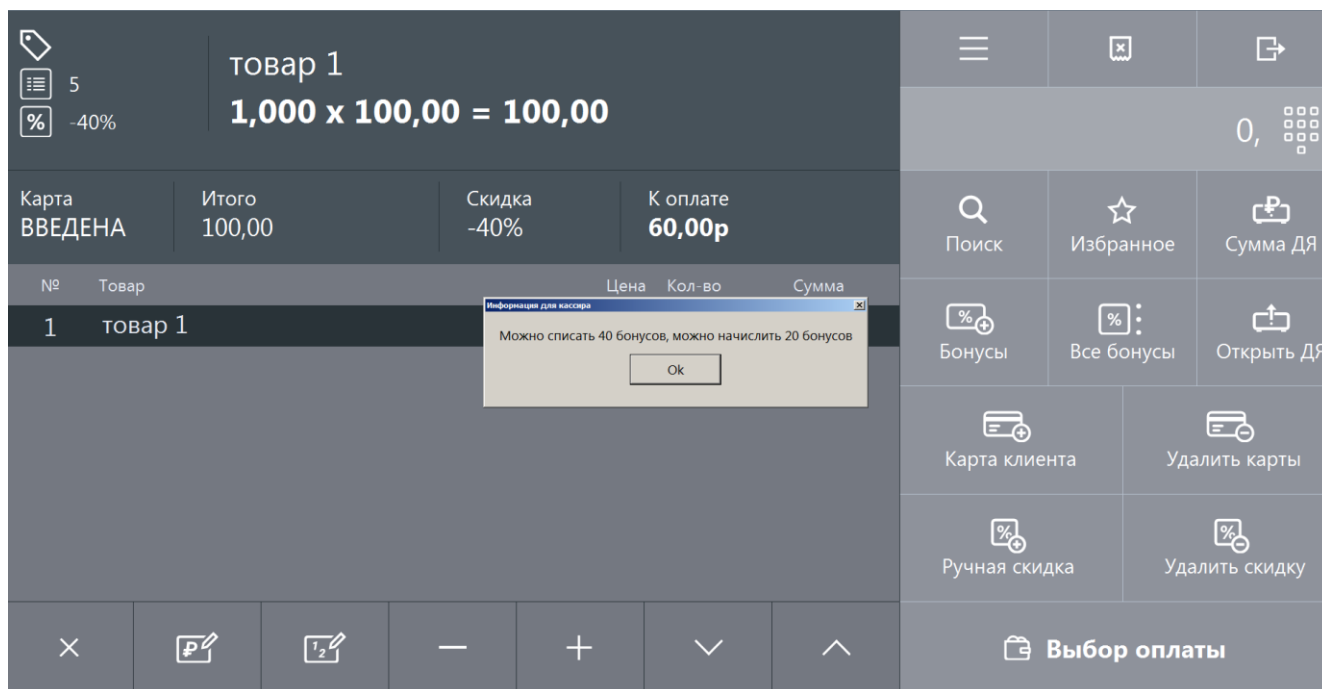 товар 1
5
1,000 x 100,00 = 100,00
% -40%
0,
Карта Итого Скидка К оплате
ВВЕДЕНА 100,00 -40% 60,00р
№ Товар Цена Кол-во Сумма
1 товар 1
Информация для кассира
Можно списать 40 бонусов, можно начислить 20 бонусов
Ok
Поиск Избранное Сумма ДЯ
Бонусы Все бонусы Открыть ДЯ
Карта клиента Удалить карты
Ручная скидка Удалить скидку
Выбор оплаты